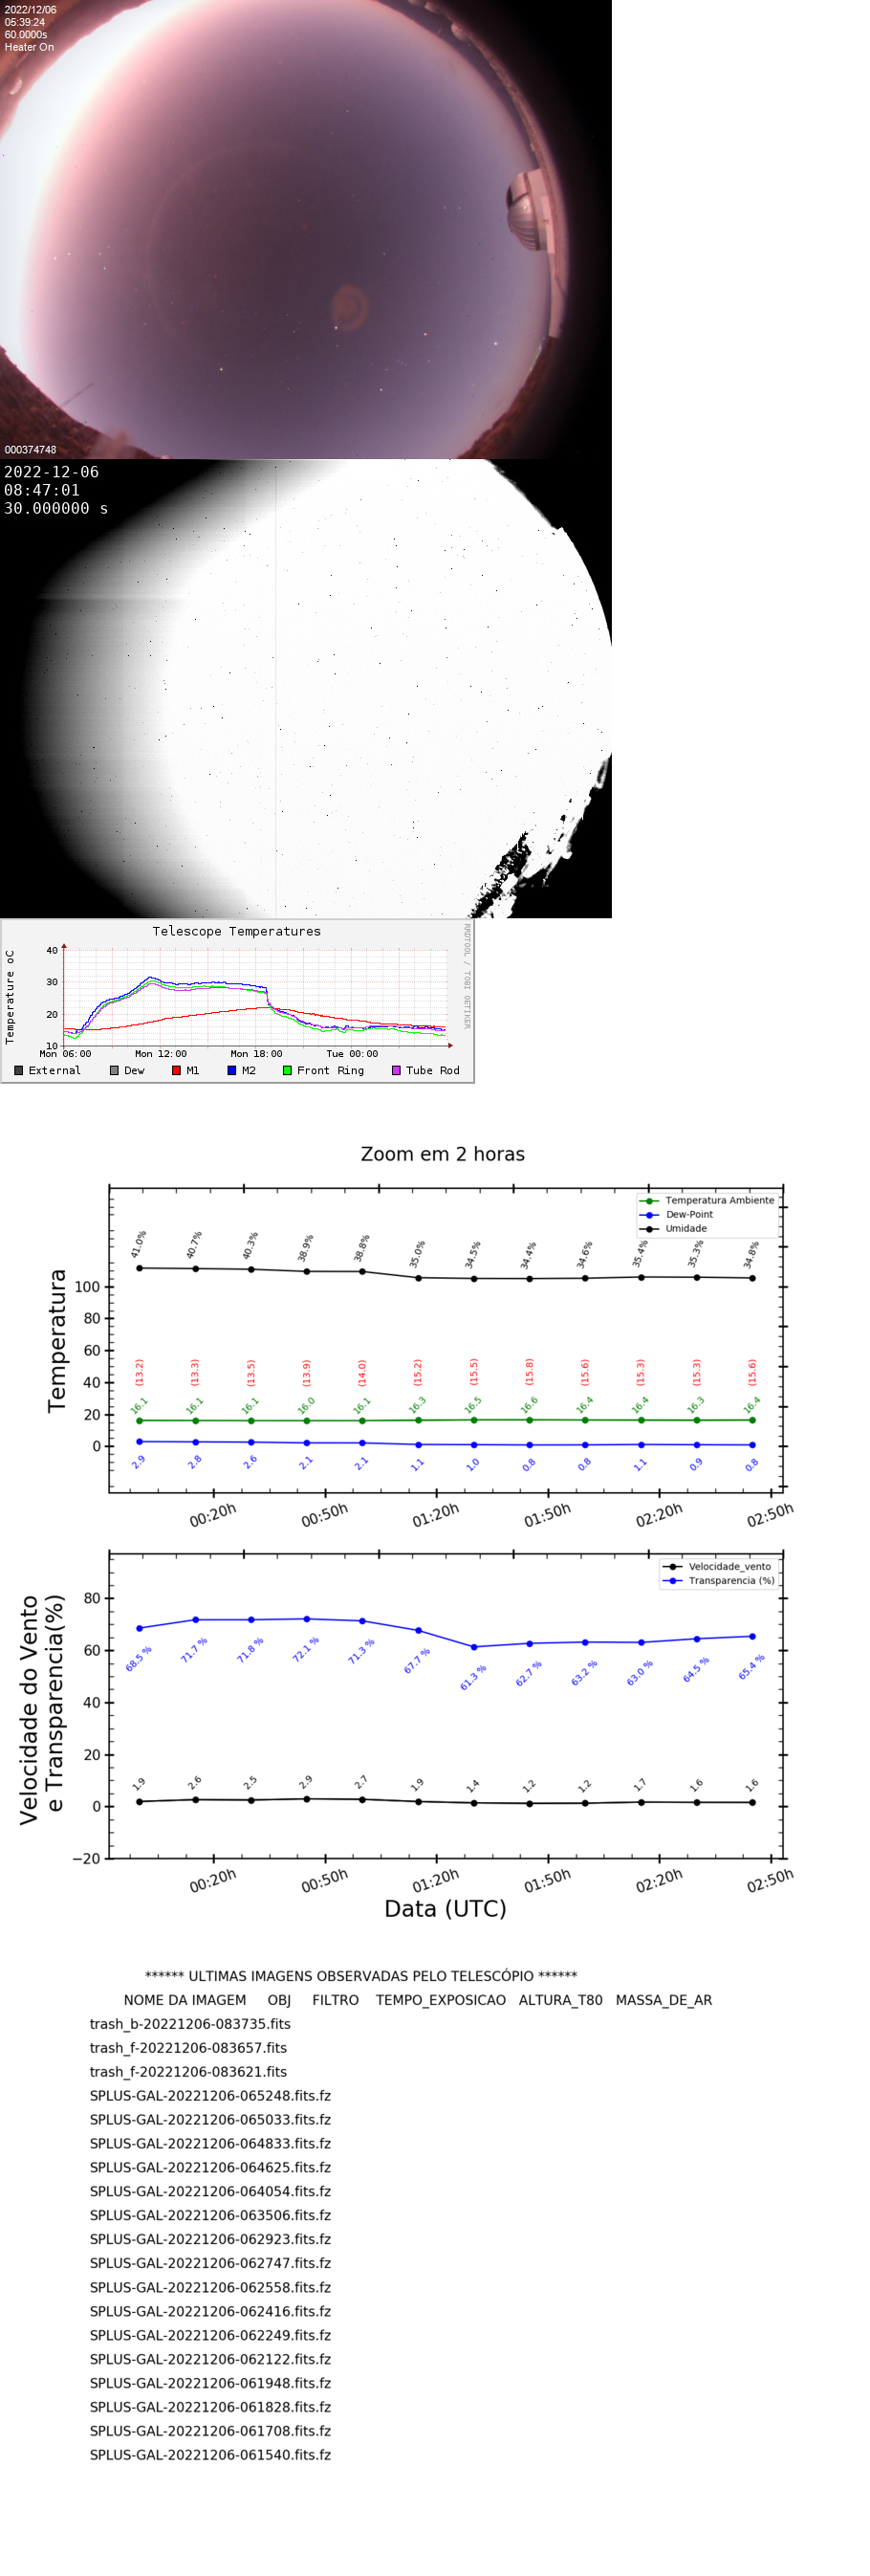 2022/12/06
05:39:24
60.0000s
Heater On
000374748
2022-12-06
08:47:01
30.000000 s
Telescope Temperatures
RRDTOOL / TOBI OETIKER
Temperature oC
40
30
20
10
Mon 06:00 Mon 12:00 Mon 18:00 Tue 00:00
External Dew M1 M2 Front Ring Tube Rod
Zoom em 2 horas
Temperatura Ambiente
Dew-Point
Umidade
Temperatura
100
80
60
40
20
0
41.0% 40.7% 40.3% 38.9% 38.8% 35.0% 34.5% 34.4% 34.6% 35.4% 35.3% 34.8%
(13.2) (13.3) (13.5) (13.9) (14.0) (15.2) (15.5) (15.8) (15.6) (15.3) (15.3) (15.6)
16.1 16.1 16.1 16.0 16.1 16.3 16.5 16.6 16.4 16.4 16.3 16.4
2.9 2.8 2.6 2.1 2.1 1.1 1.0 0.8 0.8 1.1 0.9 0.8
00:20h 00:50h 01:20h 01:50h 02:20h 02:50h
Velocidade_vento
Transparencia (%)
Velocidade do Vento
e Transparencia(%)
80
60
40
20
0
−20
68.5 % 71.7 % 71.8 % 72.1 % 71.3 % 67.7 % 61.3 % 62.7 % 63.2 % 63.0 % 64.5 % 65.4 %
1.9 2.6 2.5 2.9 2.7 1.9 1.4 1.2 1.2 1.7 1.6 1.6
00:20h 00:50h 01:20h 01:50h 02:20h 02:50h
Data (UTC)
****** ULTIMAS IMAGENS OBSERVADAS PELO TELESCÓPIO ******
NOME DA IMAGEM OBJ FILTRO TEMPO_EXPOSICAO ALTURA_T80 MASSA_DE_AR
trash_b-20221206-083735.fits
trash_f-20221206-083657.fits
trash_f-20221206-083621.fits
SPLUS-GAL-20221206-065248.fits.fz
SPLUS-GAL-20221206-065033.fits.fz
SPLUS-GAL-20221206-064833.fits.fz
SPLUS-GAL-20221206-064625.fits.fz
SPLUS-GAL-20221206-064054.fits.fz
SPLUS-GAL-20221206-063506.fits.fz
SPLUS-GAL-20221206-062923.fits.fz
SPLUS-GAL-20221206-062747.fits.fz
SPLUS-GAL-20221206-062558.fits.fz
SPLUS-GAL-20221206-062416.fits.fz
SPLUS-GAL-20221206-062249.fits.fz
SPLUS-GAL-20221206-062122.fits.fz
SPLUS-GAL-20221206-061948.fits.fz
SPLUS-GAL-20221206-061828.fits.fz
SPLUS-GAL-20221206-061708.fits.fz
SPLUS-GAL-20221206-061540.fits.fz